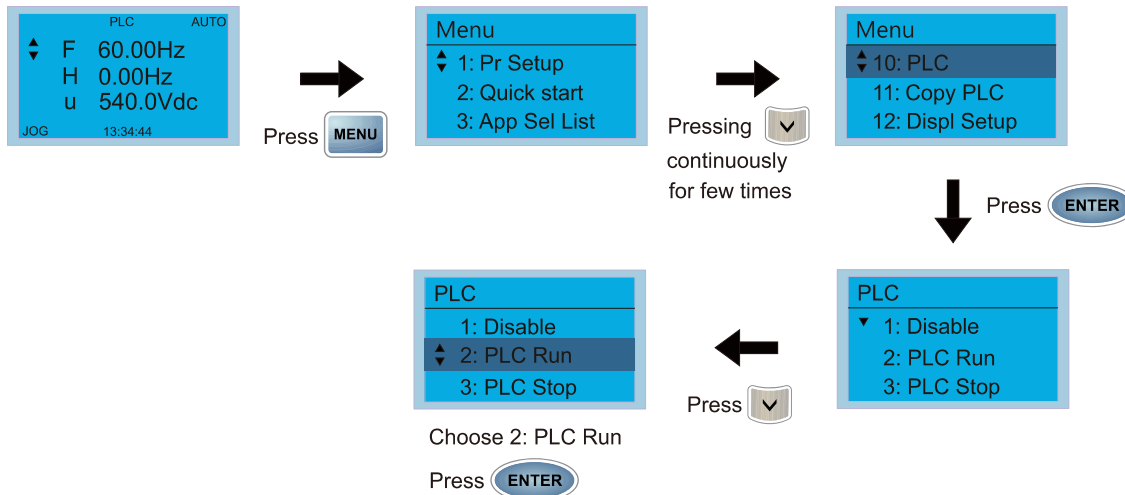 PLC AUTO
F 60.00Hz
H 0.00Hz
u 540.0Vdc
JOG 13:34:44
Press MENU
Menu
1: Pr Setup
2: Quick start
3: App Sel List
Pressing
continuously
for few times
Menu
10: PLC
11: Copy PLC
12: Displ Setup
Press ENTER
PLC
1: Disable
2: PLC Run
3: PLC Stop
Press
PLC
1: Disable
2: PLC Run
3: PLC Stop
Choose 2: PLC Run
Press ENTER